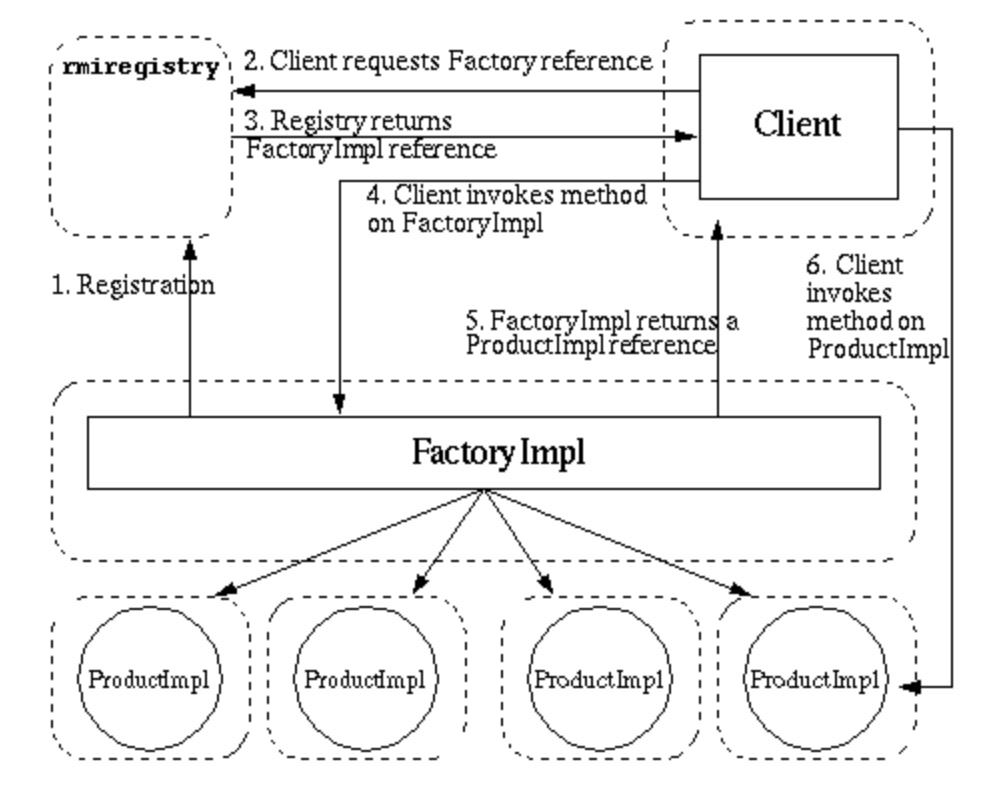 rmiregistry
2. Client requests Factory reference
3. Registry returns
FactoryImpl reference
Client
4. Client invokes method
on FactoryImpl
1. Registration
5. FactoryImpl returns a
ProductImpl reference
6. Client
invokes
method on
ProductImpl
FactoryImpl
ProductImpl
ProductImpl
ProductImpl
ProductImpl